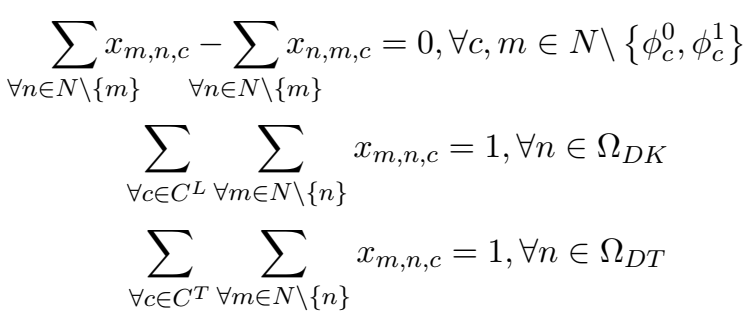 ∑_{∀n∈N\{m}} x_{m,n,c} − ∑_{∀n∈N\{m}} x_{n,m,c} = 0, ∀c, m ∈ N\ {ϕ_c^0, ϕ_c^1}
∑_{∀c∈C^L} ∑_{∀m∈N\{n}} x_{m,n,c} = 1, ∀n ∈ Ω_{DK}
∑_{∀c∈C^T} ∑_{∀m∈N\{n}} x_{m,n,c} = 1, ∀n ∈ Ω_{DT}